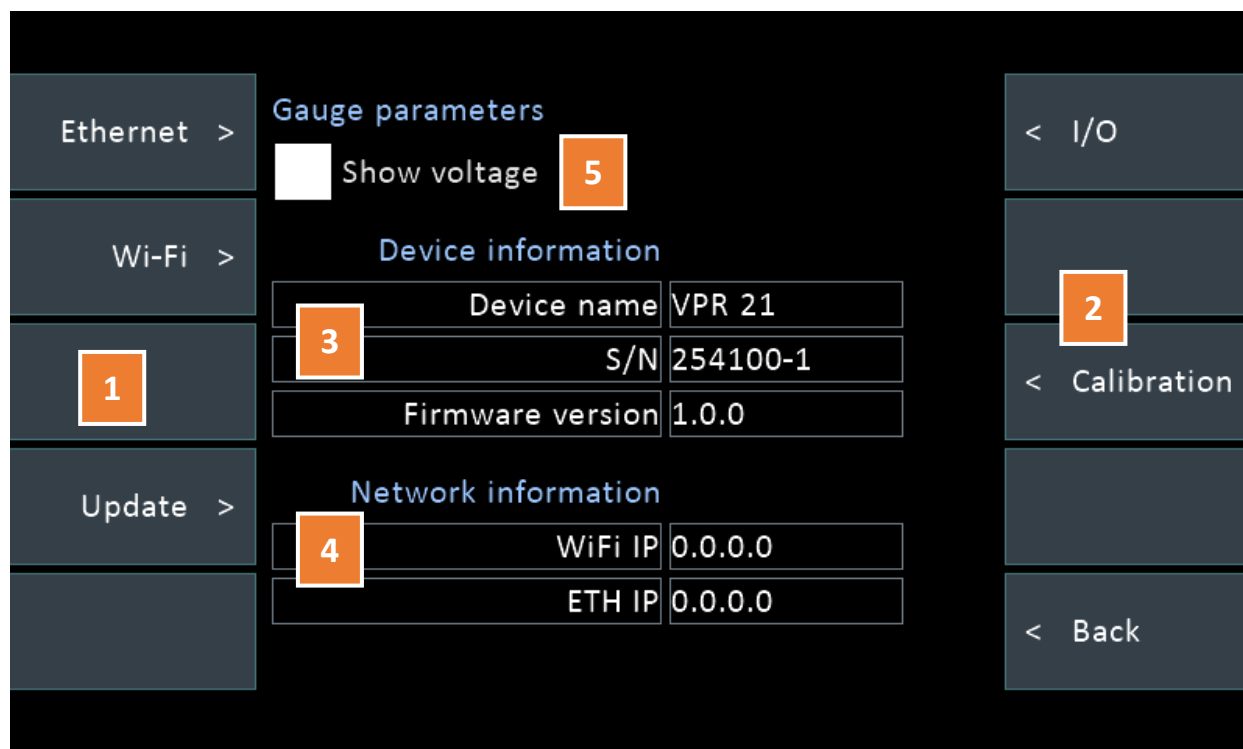 Ethernet >
Wi-Fi >
1
Update >
Gauge parameters
Show voltage 5
Device information
Device name VPR 21
3
S/N 254100-1
Firmware version 1.0.0
Network information
4
WiFi IP 0.0.0.0
ETH IP 0.0.0.0
< I/O
2
< Calibration
< Back